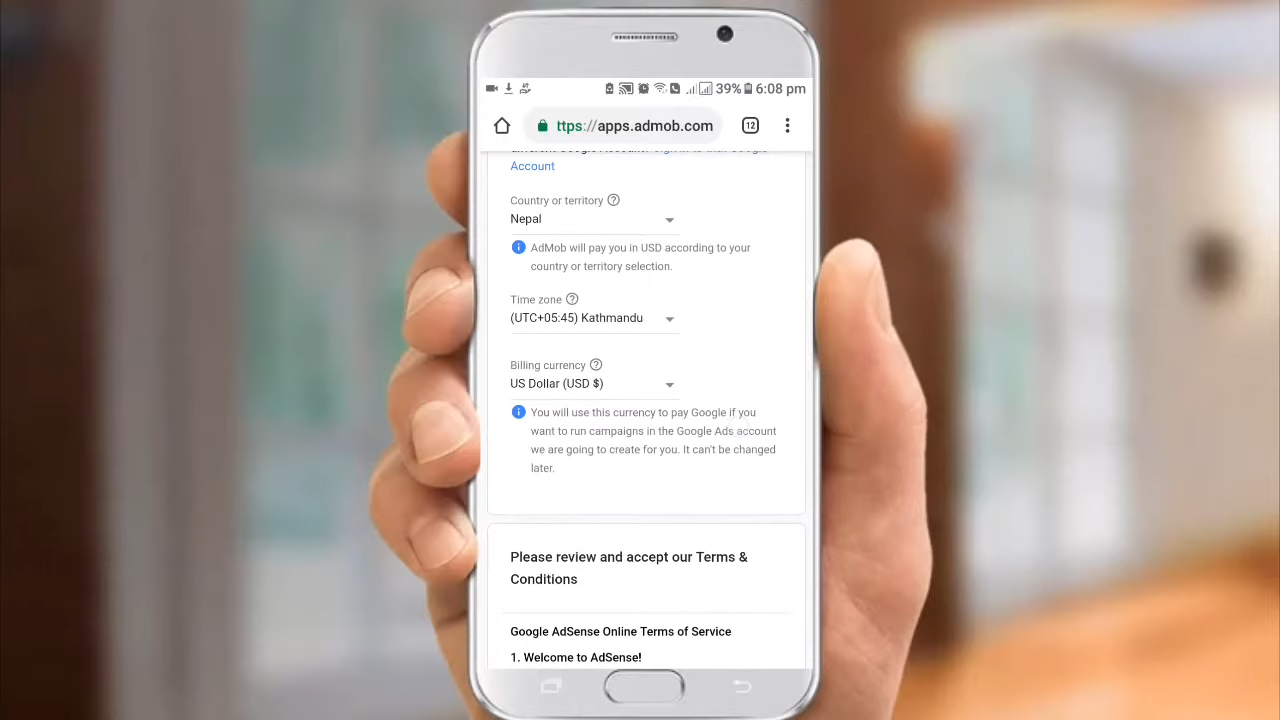 39% 6:08 pm
ttps://apps.admob.com 12
Account
Country or territory
Nepal
AdMob will pay you in USD according to your
country or territory selection.
Time zone
(UTC+05:45) Kathmandu
Billing currency
US Dollar (USD $)
You will use this currency to pay Google if you
want to run campaigns in the Google Ads account
we are going to create for you. It can't be changed
later.
Please review and accept our Terms &
Conditions
Google AdSense Online Terms of Service
1. Welcome to AdSense!